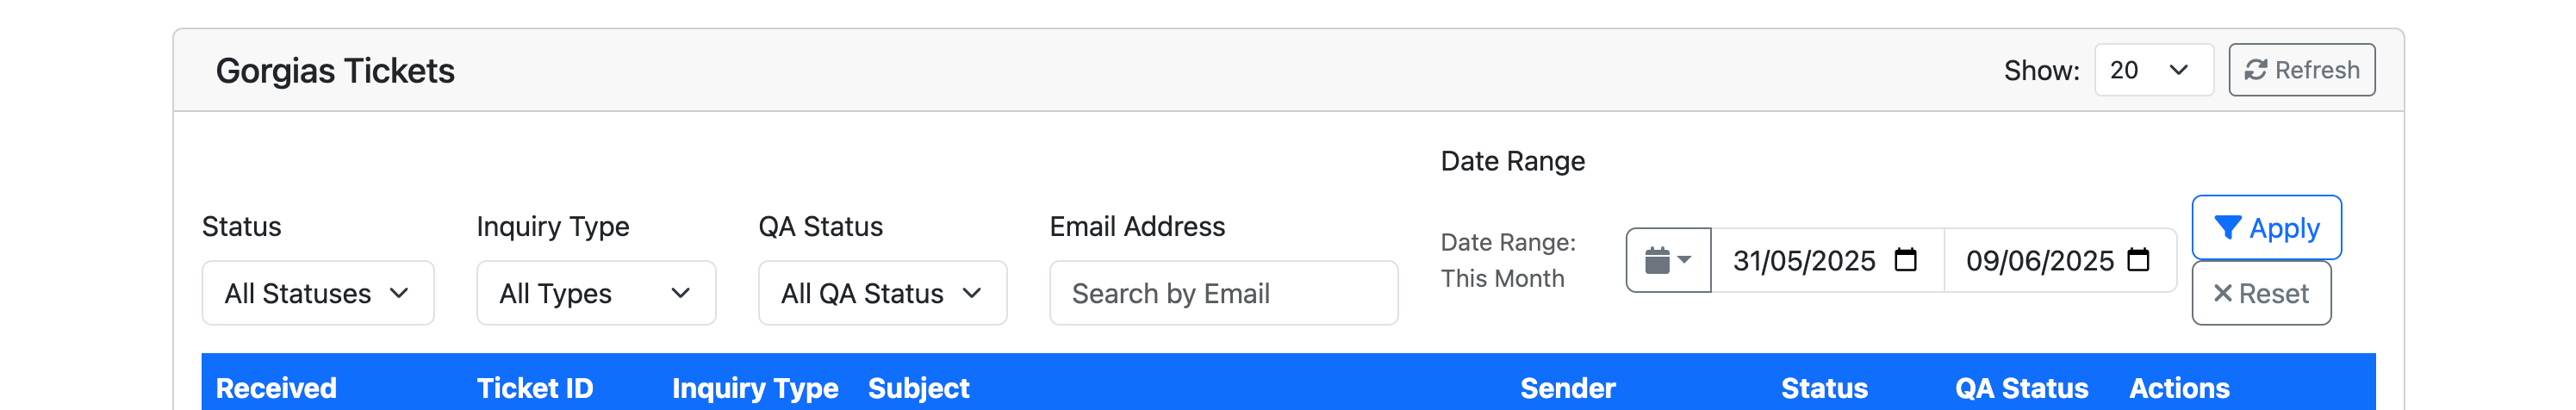 Gorgias Tickets
Show: 20 Refresh
Date Range
Status Inquiry Type QA Status Email Address
Date Range:
This Month
31/05/2025 09/06/2025
Apply
All Statuses All Types All QA Status Search by Email
Reset
Received Ticket ID Inquiry Type Subject Sender Status QA Status Actions